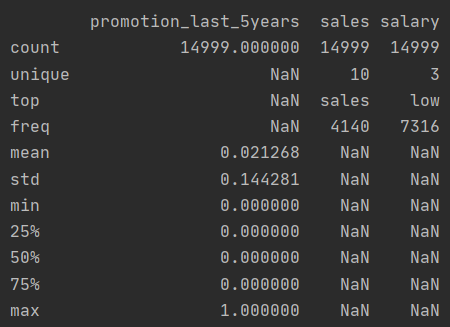 promotion_last_5years sales salary
count 14999.000000 14999 14999
unique NaN 10 3
top NaN sales low
freq NaN 4140 7316
mean 0.021268 NaN NaN
std 0.144281 NaN NaN
min 0.000000 NaN NaN
25% 0.000000 NaN NaN
50% 0.000000 NaN NaN
75% 0.000000 NaN NaN
max 1.000000 NaN NaN